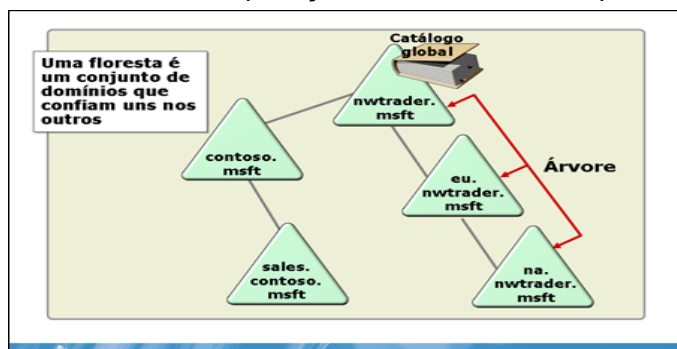 Uma floresta é
um conjunto de
domínios que
confiam uns nos
outros
Catálogo
global
nwtrader.
msft
contoso.
msft
eu.
nwtrader.
msft
Árvore
sales.
contoso.
msft
na.
nwtrader.
msft